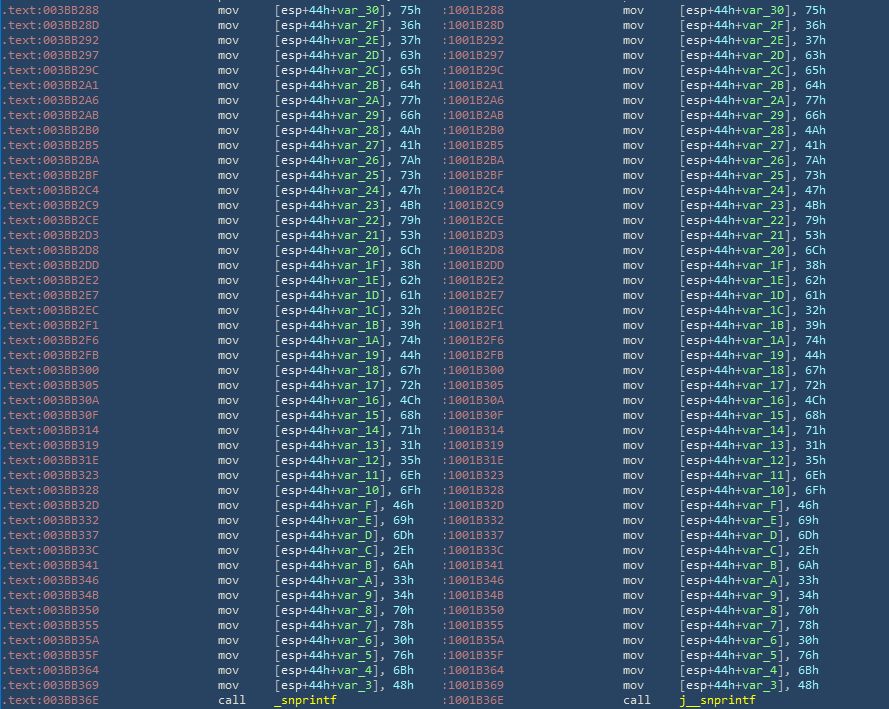 .text:003BB288 mov [esp+44h+var_30], 75h :1001B288 mov [esp+44h+var_30], 75h
.text:003BB28D mov [esp+44h+var_2F], 36h :1001B28D mov [esp+44h+var_2F], 36h
.text:003BB292 mov [esp+44h+var_2E], 37h :1001B292 mov [esp+44h+var_2E], 37h
.text:003BB297 mov [esp+44h+var_2D], 63h :1001B297 mov [esp+44h+var_2D], 63h
.text:003BB29C mov [esp+44h+var_2C], 65h :1001B29C mov [esp+44h+var_2C], 65h
.text:003BB2A1 mov [esp+44h+var_2B], 64h :1001B2A1 mov [esp+44h+var_2B], 64h
.text:003BB2A6 mov [esp+44h+var_2A], 77h :1001B2A6 mov [esp+44h+var_2A], 77h
.text:003BB2AB mov [esp+44h+var_29], 66h :1001B2AB mov [esp+44h+var_29], 66h
.text:003BB2B0 mov [esp+44h+var_28], 4Ah :1001B2B0 mov [esp+44h+var_28], 4Ah
.text:003BB2B5 mov [esp+44h+var_27], 41h :1001B2B5 mov [esp+44h+var_27], 41h
.text:003BB2BA mov [esp+44h+var_26], 7Ah :1001B2BA mov [esp+44h+var_26], 7Ah
.text:003BB2BF mov [esp+44h+var_25], 73h :1001B2BF mov [esp+44h+var_25], 73h
.text:003BB2C4 mov [esp+44h+var_24], 47h :1001B2C4 mov [esp+44h+var_24], 47h
.text:003BB2C9 mov [esp+44h+var_23], 4Bh :1001B2C9 mov [esp+44h+var_23], 4Bh
.text:003BB2CE mov [esp+44h+var_22], 79h :1001B2CE mov [esp+44h+var_22], 79h
.text:003BB2D3 mov [esp+44h+var_21], 53h :1001B2D3 mov [esp+44h+var_21], 53h
.text:003BB2D8 mov [esp+44h+var_20], 6Ch :1001B2D8 mov [esp+44h+var_20], 6Ch
.text:003BB2DD mov [esp+44h+var_1F], 38h :1001B2DD mov [esp+44h+var_1F], 38h
.text:003BB2E2 mov [esp+44h+var_1E], 62h :1001B2E2 mov [esp+44h+var_1E], 62h
.text:003BB2E7 mov [esp+44h+var_1D], 61h :1001B2E7 mov [esp+44h+var_1D], 61h
.text:003BB2EC mov [esp+44h+var_1C], 32h :1001B2EC mov [esp+44h+var_1C], 32h
.text:003BB2F1 mov [esp+44h+var_1B], 39h :1001B2F1 mov [esp+44h+var_1B], 39h
.text:003BB2F6 mov [esp+44h+var_1A], 74h :1001B2F6 mov [esp+44h+var_1A], 74h
.text:003BB2FB mov [esp+44h+var_19], 44h :1001B2FB mov [esp+44h+var_19], 44h
.text:003BB300 mov [esp+44h+var_18], 67h :1001B300 mov [esp+44h+var_18], 67h
.text:003BB305 mov [esp+44h+var_17], 72h :1001B305 mov [esp+44h+var_17], 72h
.text:003BB30A mov [esp+44h+var_16], 4Ch :1001B30A mov [esp+44h+var_16], 4Ch
.text:003BB30F mov [esp+44h+var_15], 68h :1001B30F mov [esp+44h+var_15], 68h
.text:003BB314 mov [esp+44h+var_14], 71h :1001B314 mov [esp+44h+var_14], 71h
.text:003BB319 mov [esp+44h+var_13], 31h :1001B319 mov [esp+44h+var_13], 31h
.text:003BB31E mov [esp+44h+var_12], 35h :1001B31E mov [esp+44h+var_12], 35h
.text:003BB323 mov [esp+44h+var_11], 6Eh :1001B323 mov [esp+44h+var_11], 6Eh
.text:003BB328 mov [esp+44h+var_10], 6Fh :1001B328 mov [esp+44h+var_10], 6Fh
.text:003BB32D mov [esp+44h+var_F], 46h :1001B32D mov [esp+44h+var_F], 46h
.text:003BB332 mov [esp+44h+var_E], 69h :1001B332 mov [esp+44h+var_E], 69h
.text:003BB337 mov [esp+44h+var_D], 6Dh :1001B337 mov [esp+44h+var_D], 6Dh
.text:003BB33C mov [esp+44h+var_C], 2Eh :1001B33C mov [esp+44h+var_C], 2Eh
.text:003BB341 mov [esp+44h+var_B], 6Ah :1001B341 mov [esp+44h+var_B], 6Ah
.text:003BB346 mov [esp+44h+var_A], 33h :1001B346 mov [esp+44h+var_A], 33h
.text:003BB34B mov [esp+44h+var_9], 34h :1001B34B mov [esp+44h+var_9], 34h
.text:003BB350 mov [esp+44h+var_8], 70h :1001B350 mov [esp+44h+var_8], 70h
.text:003BB355 mov [esp+44h+var_7], 78h :1001B355 mov [esp+44h+var_7], 78h
.text:003BB35A mov [esp+44h+var_6], 30h :1001B35A mov [esp+44h+var_6], 30h
.text:003BB35F mov [esp+44h+var_5], 76h :1001B35F mov [esp+44h+var_5], 76h
.text:003BB364 mov [esp+44h+var_4], 6Bh :1001B364 mov [esp+44h+var_4], 6Bh
.text:003BB369 mov [esp+44h+var_3], 48h :1001B369 mov [esp+44h+var_3], 48h
.text:003BB36E call _snprintf :1001B36E call j__snprintf